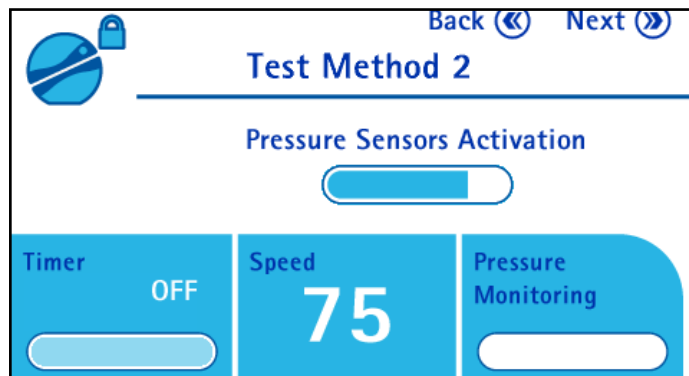 Back Next
Test Method 2
Pressure Sensors Activation
Timer
OFF
Speed
75
Pressure
Monitoring